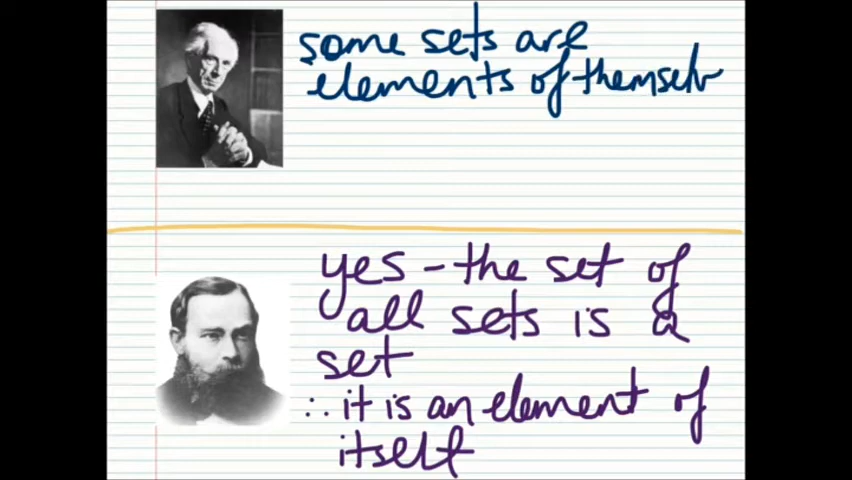 some sets are
elements of themselv
yes - the set of
all sets is a
set
∴ it is an element of
itself